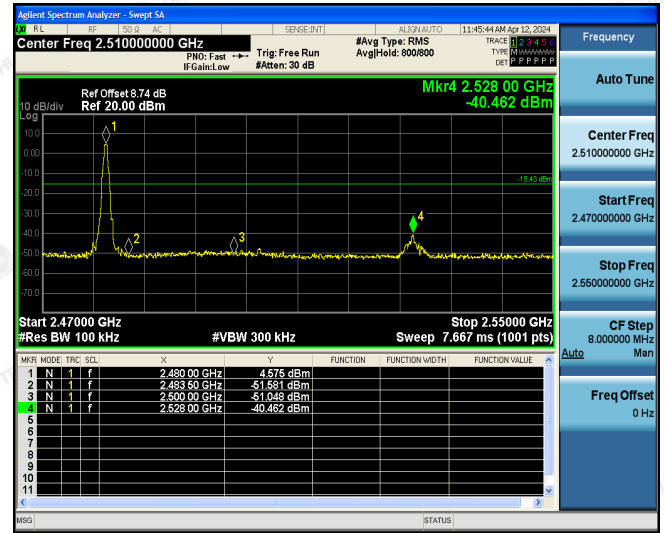 Agilent Spectrum Analyzer - Swept SA
LXI RL RF 50 Ω AC SENSE:INT ALIGN AUTO 11:45:44 AM Apr 12, 2024
Center Freq 2.510000000 GHz
PNO: Fast
IFGain:Low
Trig: Free Run
#Atten: 30 dB
#Avg Type: RMS
Avg|Hold: 800/800
TRACE 1 2 3 4 5 6
TYPE M
DET P P P P P P
Frequency
Auto Tune
Center Freq
2.510000000 GHz
Start Freq
2.470000000 GHz
Stop Freq
2.550000000 GHz
CF Step
8.000000 MHz
Auto Man
Freq Offset
0 Hz
Mkr4 2.528 00 GHz
-40.462 dBm
Ref Offset 8.74 dB
10 dB/div Ref 20.00 dBm
Log
10.0
0.00
-10.0
-20.0
-30.0
-40.0
-50.0
-60.0
-70.0
1
2
3
4
-15.43 dBm
Start 2.47000 GHz Stop 2.55000 GHz
#Res BW 100 kHz #VBW 300 kHz Sweep 7.667 ms (1001 pts)
MKR MODE TRC SCL X Y FUNCTION FUNCTION WIDTH FUNCTION VALUE
1 N 1 f 2.480 00 GHz 4.575 dBm
2 N 1 f 2.483 50 GHz -51.581 dBm
3 N 1 f 2.500 00 GHz -51.048 dBm
4 N 1 f 2.528 00 GHz -40.462 dBm
5
6
7
8
9
10
11
MSG STATUS